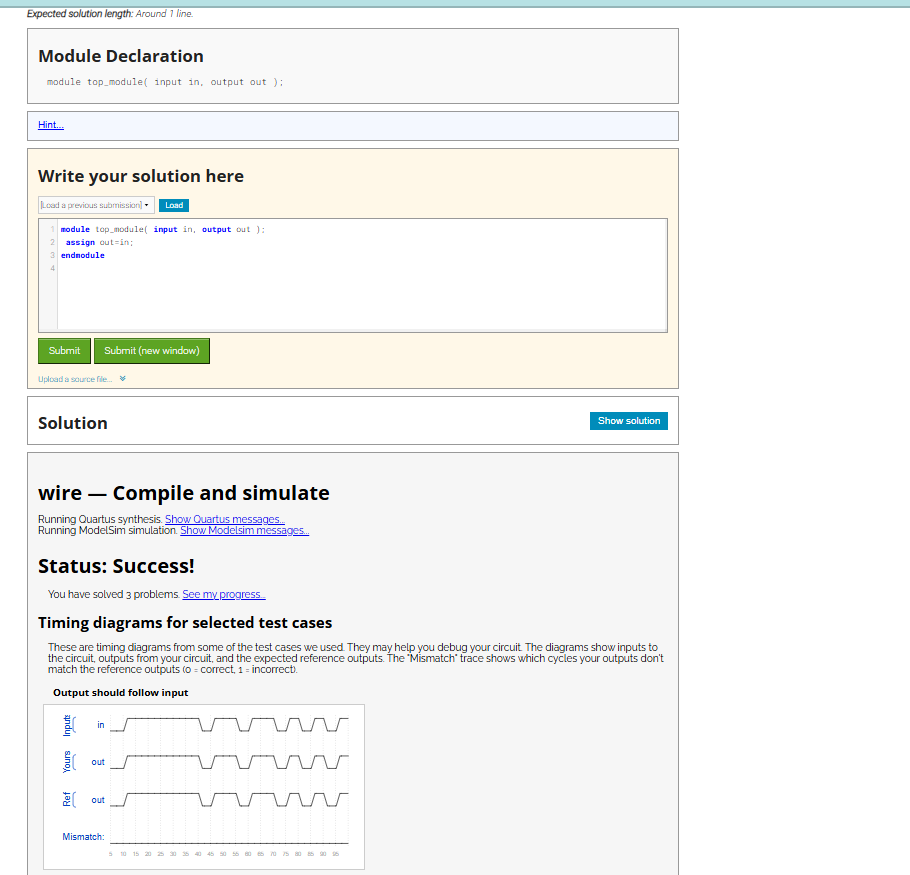 Expected solution length: Around 1 line.
Module Declaration
module top_module( input in, output out );
Hint...
Write your solution here
[Load a previous submission]
Load
1 module top_module( input in, output out );
2 assign out=in;
3 endmodule
4
Submit
Submit (new window)
Upload a source file...
Solution
Show solution
wire — Compile and simulate
Running Quartus synthesis. Show Quartus messages...
Running ModelSim simulation. Show Modelsim messages...
Status: Success!
You have solved 3 problems. See my progress...
Timing diagrams for selected test cases
These are timing diagrams from some of the test cases we used. They may help you debug your circuit. The diagrams show inputs to
the circuit, outputs from your circuit, and the expected reference outputs. The "Mismatch" trace shows which cycles your outputs don't
match the reference outputs (0 = correct, 1 = incorrect).
Output should follow input
Inputs in
Yours out
Ref out
Mismatch:
5 10 15 20 25 30 35 40 45 50 55 60 65 70 75 80 85 90 95